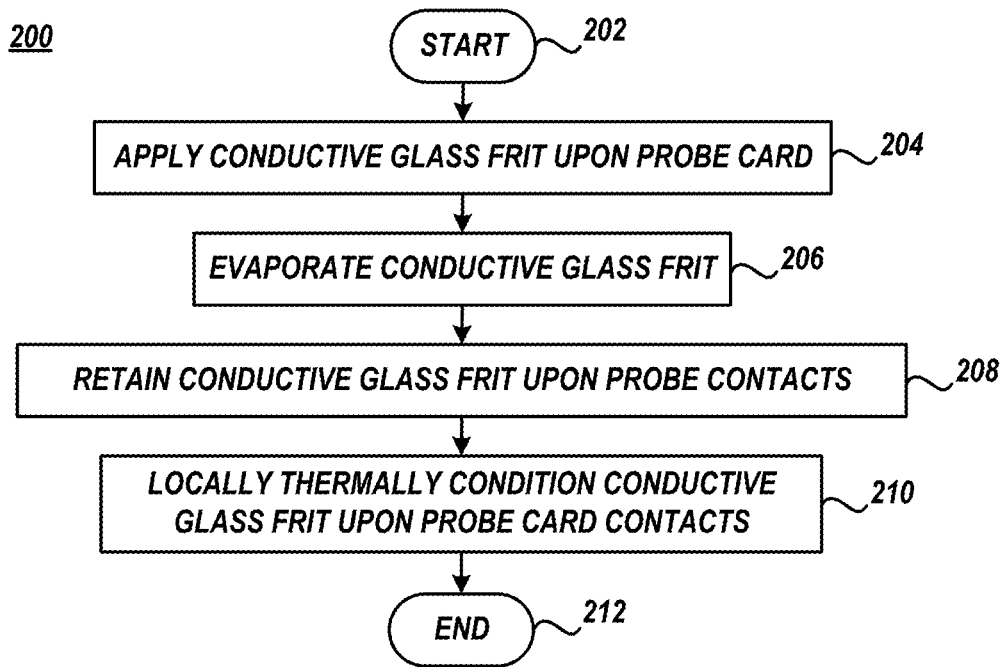 200
START
202
APPLY CONDUCTIVE GLASS FRIT UPON PROBE CARD
204
EVAPORATE CONDUCTIVE GLASS FRIT
206
RETAIN CONDUCTIVE GLASS FRIT UPON PROBE CONTACTS
208
LOCALLY THERMALLY CONDITION CONDUCTIVE
GLASS FRIT UPON PROBE CARD CONTACTS
210
END
212